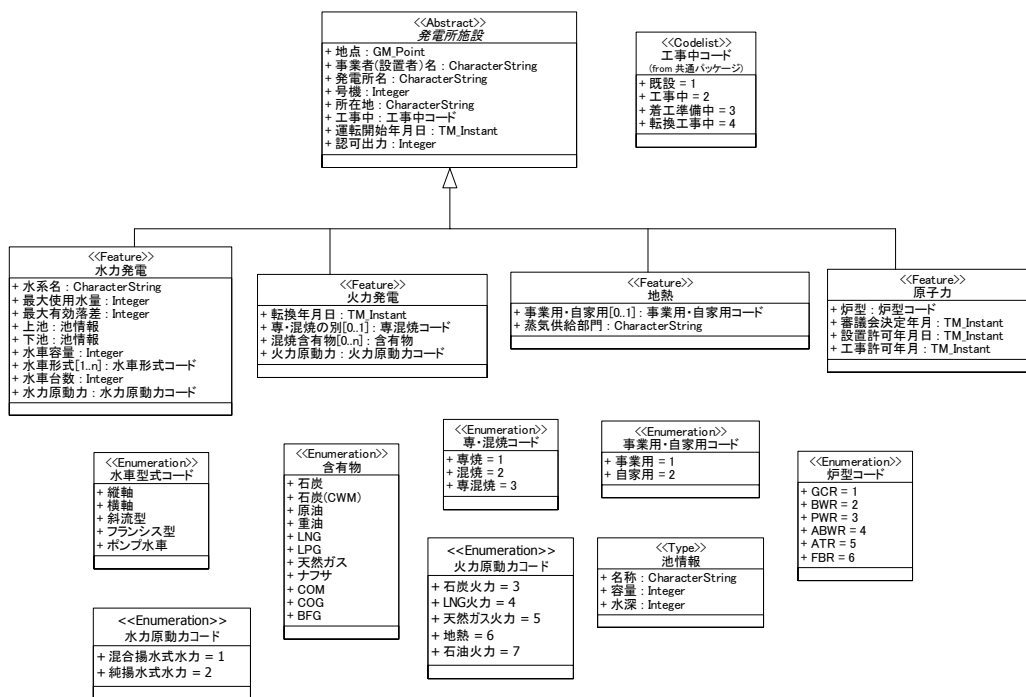 <<Abstract>>
発電所施設
+ 地点 : GM_Point
+ 事業者(設置者)名 : CharacterString
+ 発電所名 : CharacterString
+ 号機 : Integer
+ 所在地 : CharacterString
+ 工事中 : 工事中コード
+ 運転開始年月日 : TM_Instant
+ 認可出力 : Integer
<<Codelist>>
工事中コード
(from 共通パッケージ)
+ 既設 = 1
+ 工事中 = 2
+ 着工準備中 = 3
+ 転換工事中 = 4
<<Feature>>
水力発電
+ 水系名 : CharacterString
+ 最大使用水量 : Integer
+ 最大有効落差 : Integer
+ 上池 : 池情報
+ 下池 : 池情報
+ 水車容量 : Integer
+ 水車形式[1..n] : 水車形式コード
+ 水車台数 : Integer
+ 水力原動力 : 水力原動力コード
<<Feature>>
火力発電
+ 転換年月日 : TM_Instant
+ 専・混焼の別[0..1] : 専混焼コード
+ 混焼含有物[0..n] : 含有物
+ 火力原動力 : 火力原動力コード
<<Feature>>
地熱
+ 事業用・自家用[0..1] : 事業用・自家用コード
+ 蒸気供給部門 : CharacterString
<<Feature>>
原子力
+ 炉型 : 炉型コード
+ 審議会決定年月 : TM_Instant
+ 設置許可年月日 : TM_Instant
+ 工事許可年月 : TM_Instant
<<Enumeration>>
水車型式コード
+ 縦軸
+ 横軸
+ 斜流型
+ フランシス型
+ ポンプ水車
<<Enumeration>>
含有物
+ 石炭
+ 石炭(CWM)
+ 原油
+ 重油
+ LNG
+ LPG
+ 天然ガス
+ ナフサ
+ COM
+ COG
+ BFG
<<Enumeration>>
専・混焼コード
+ 専焼 = 1
+ 混焼 = 2
+ 専混焼 = 3
<<Enumeration>>
事業用・自家用コード
+ 事業用 = 1
+ 自家用 = 2
<<Enumeration>>
炉型コード
+ GCR = 1
+ BWR = 2
+ PWR = 3
+ ABWR = 4
+ ATR = 5
+ FBR = 6
<<Enumeration>>
火力原動力コード
+ 石炭火力 = 3
+ LNG火力 = 4
+ 天然ガス火力 = 5
+ 地熱 = 6
+ 石油火力 = 7
<<Type>>
池情報
+ 名称 : CharacterString
+ 容量 : Integer
+ 水深 : Integer
<<Enumeration>>
水力原動力コード
+ 混合揚水式水力 = 1
+ 純揚水式水力 = 2